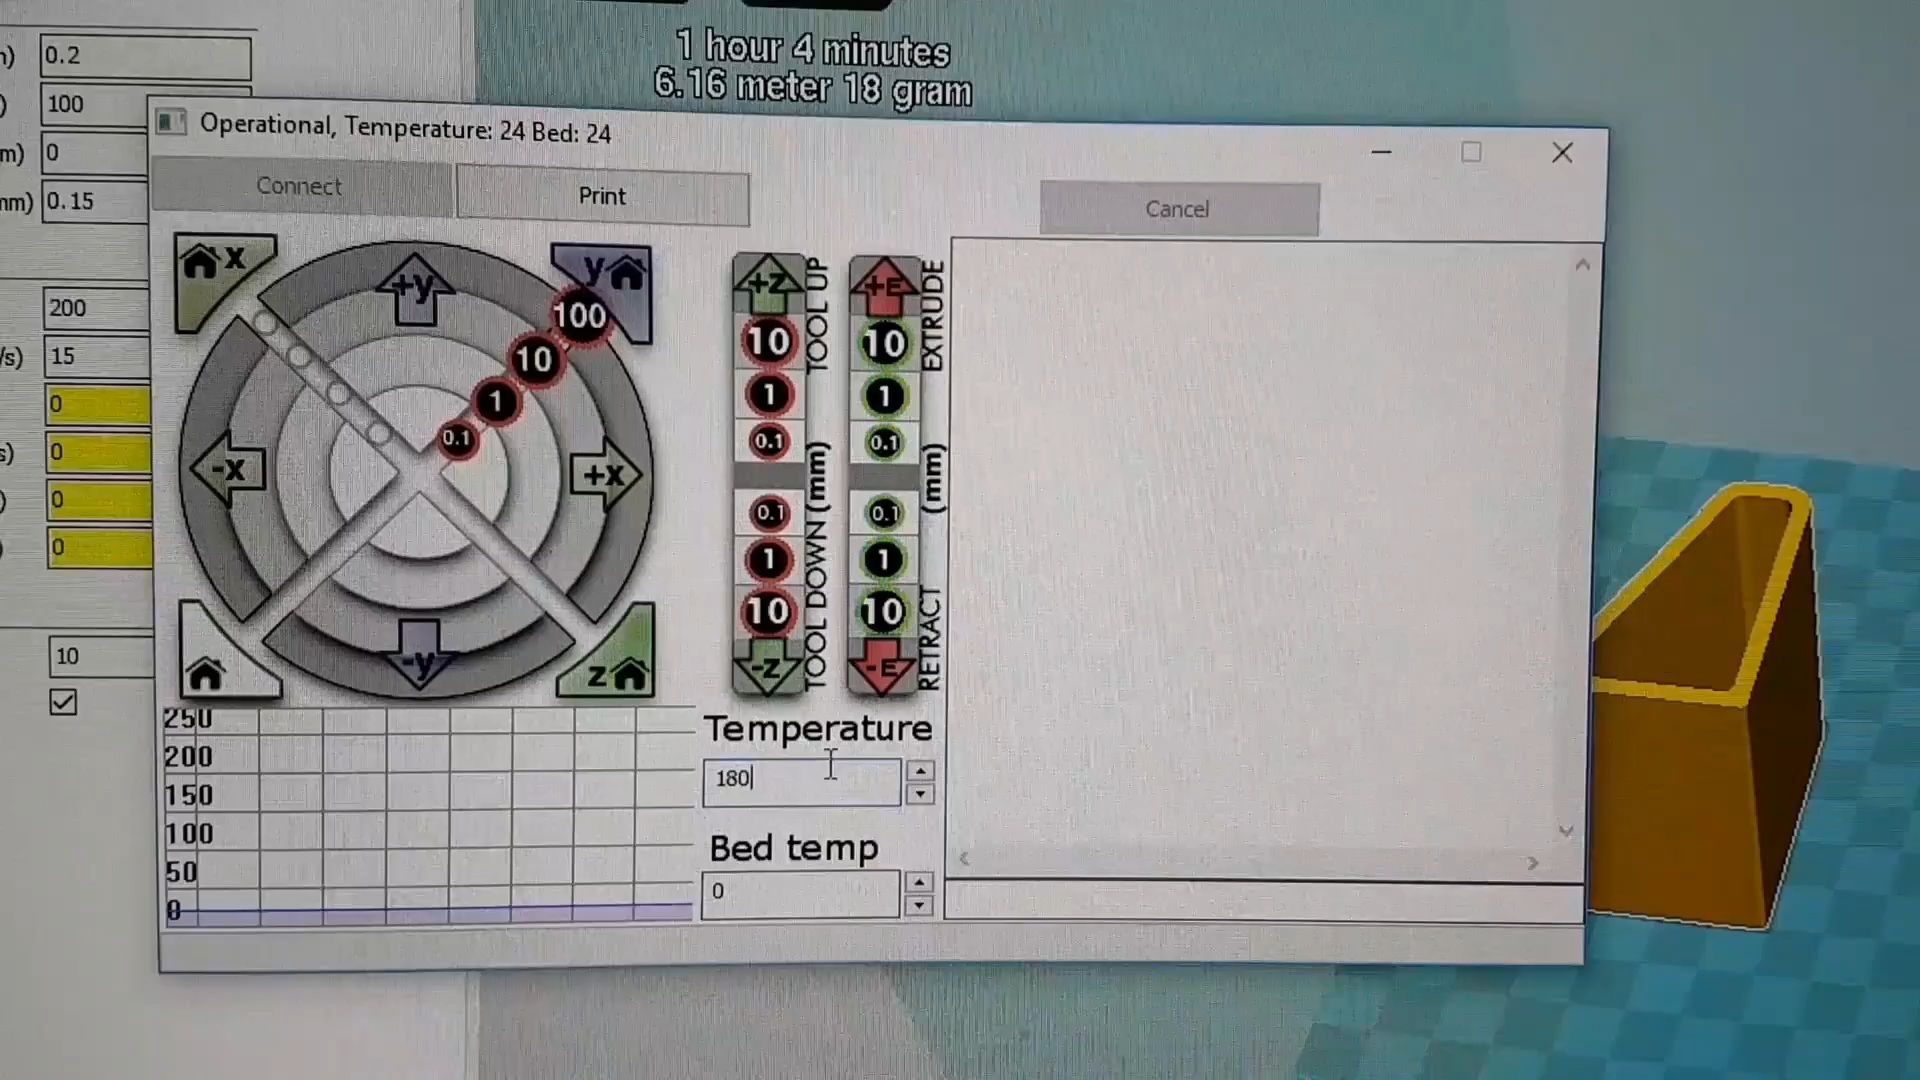 1 hour 4 minutes
6.16 meter 18 gram
0.2
100
m) 0
mm) 0.15
200
/s) 15
0
s) 0
0
0
10
Operational, Temperature: 24 Bed: 24
Connect
Print
Cancel
x
y
+y
100
10
1
0.1
-x
+x
-y
z
+Z
10
1
0.1
0.1
1
10
-Z
TOOL UP
TOOL DOWN (mm)
+E
10
1
0.1
0.1
1
10
-E
EXTRUDE
RETRACT (mm)
250
200
150
100
50
0
Temperature
180
Bed temp
0